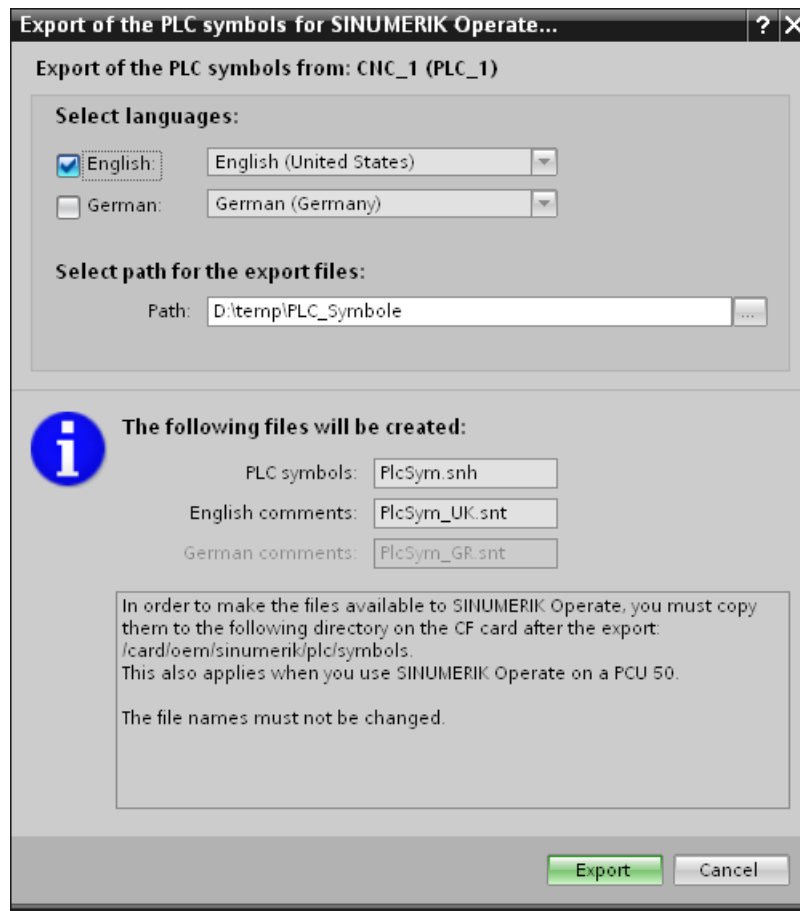 Export of the PLC symbols for SINUMERIK Operate...
? X
Export of the PLC symbols from: CNC_1 (PLC_1)
Select languages:
English: English (United States)
German: German (Germany)
Select path for the export files:
Path: D:\temp\PLC_Symbole ...
The following files will be created:
PLC symbols: PlcSym.snh
English comments: PlcSym_UK.snt
German comments: PlcSym_GR.snt
In order to make the files available to SINUMERIK Operate, you must copy
them to the following directory on the CF card after the export:
/card/oem/sinumerik/plc/symbols.
This also applies when you use SINUMERIK Operate on a PCU 50.
The file names must not be changed.
Export Cancel